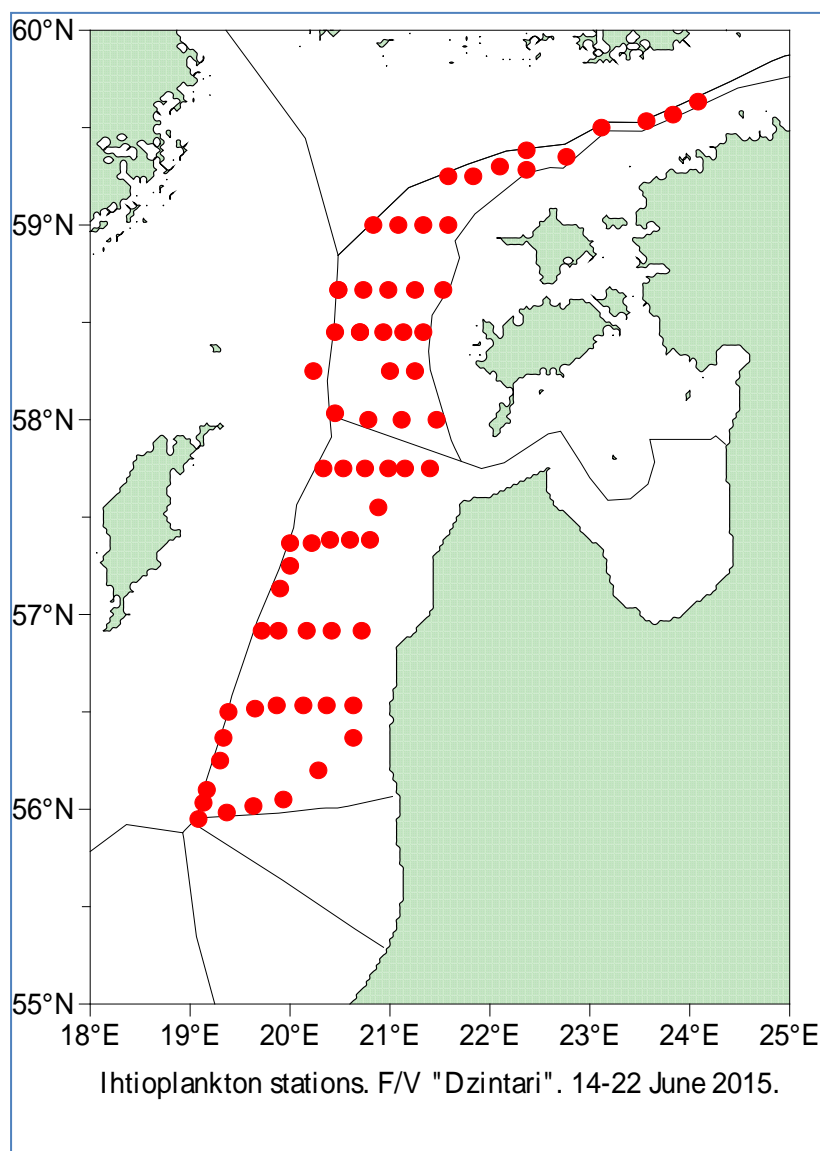 60°N
59°N
58°N
57°N
56°N
55°N
18°E 19°E 20°E 21°E 22°E 23°E 24°E 25°E
Ihtioplankton stations. F/V "Dzintari". 14-22 June 2015.